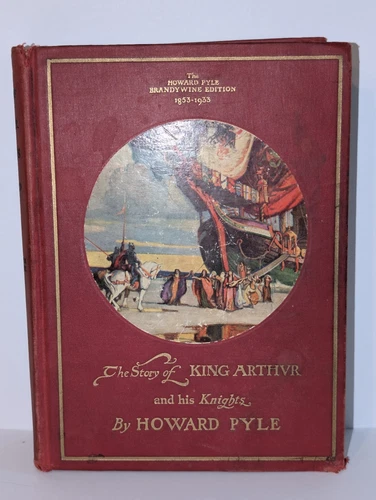 The
HOWARD PYLE
BRANDYWINE EDITION
1853-1933
The Story of KING ARTHVR
and his Knights
By HOWARD PYLE